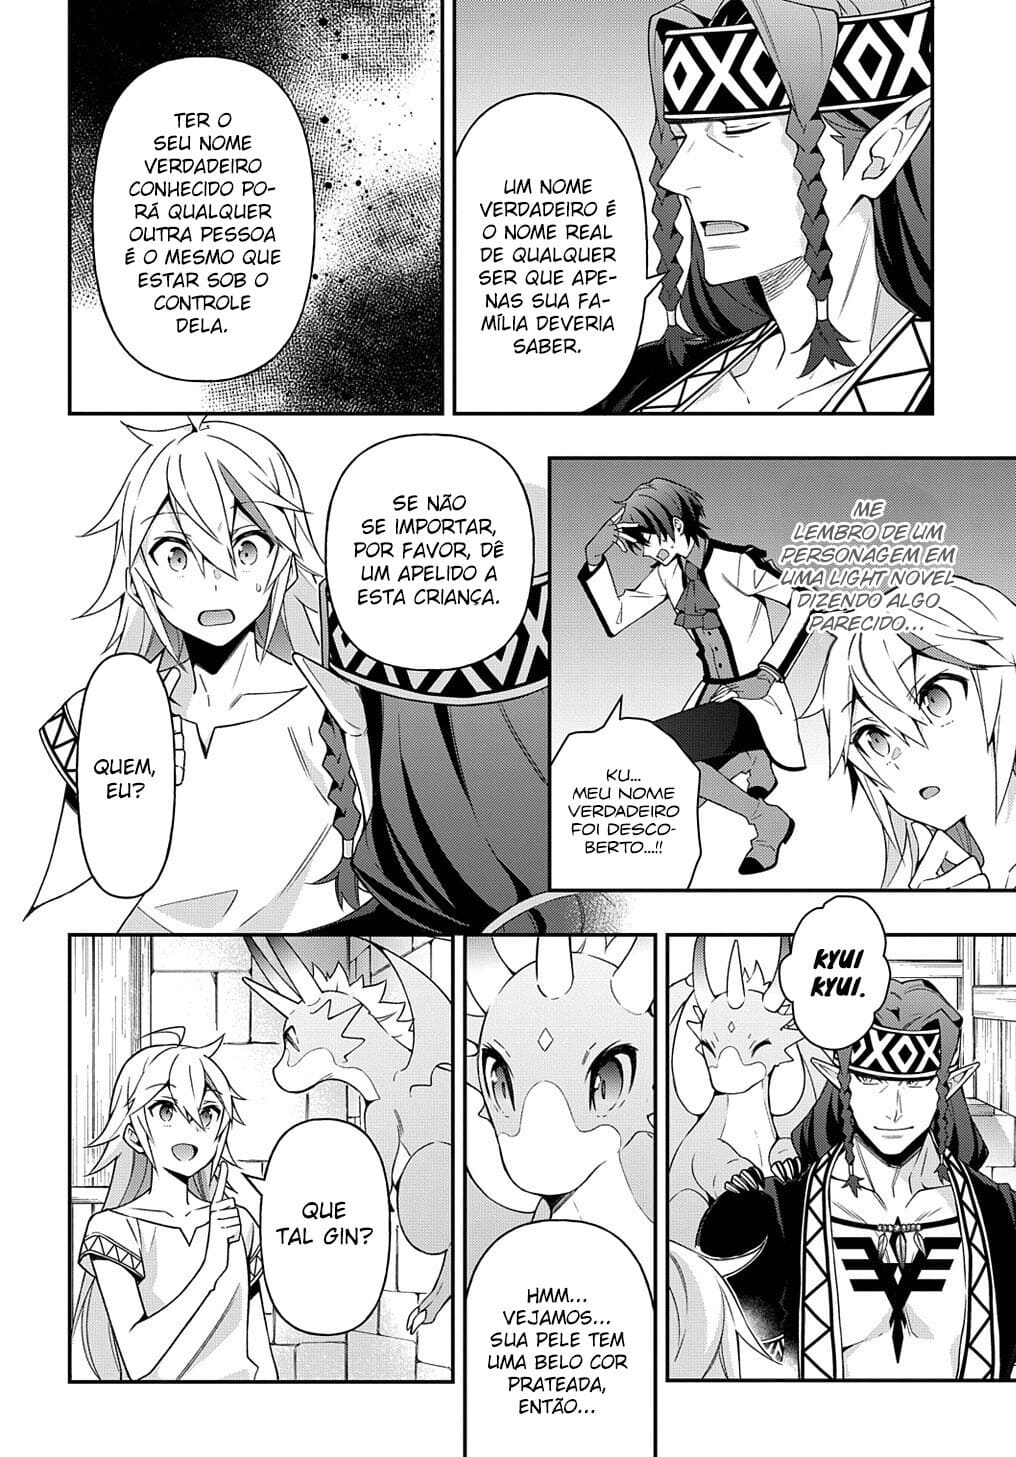 UM NOME
VERDADEIRO É
O NOME REAL
DE QUALQUER
SER QUE APE-
NAS SUA FA-
MÍLIA DEVERIA
SABER.
TER O
SEU NOME
VERDADEIRO
CONHECIDO PO-
RÁ QUALQUER
OUTRA PESSOA
É O MESMO QUE
ESTAR SOB O
CONTROLE
DELA.
ME
LEMBRO DE UM
PERSONAGEM EM
UMA LIGHT NOVEL
DIZENDO ALGO
PARECIDO...
KU...
MEU NOME
VERDADEIRO
FOI DESCO-
BERTO...!!
SE NÃO
SE IMPORTAR,
POR FAVOR, DÊ
UM APELIDO A
ESTA CRIANÇA.
QUEM,
EU?
KYUI
KYUI.
HMM...
VEJAMOS...
SUA PELE TEM
UMA BELO COR
PRATEADA,
ENTÃO...
QUE
TAL GIN?